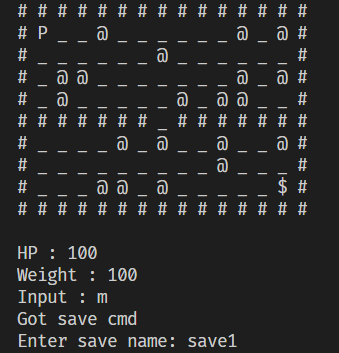 # # # # # # # # # # # # # # #
# P _ _ @ _ _ _ _ _ _ @ _ @ #
# _ _ _ _ _ _ @ _ _ _ _ _ _ #
# _ @ @ _ _ _ _ _ _ _ @ _ @ #
# _ @ _ _ _ _ _ @ _ @ @ _ _ #
# # # # # # # _ # # # # # # #
# _ _ _ _ @ _ @ _ _ @ _ _ @ #
# _ _ _ _ _ _ _ _ _ @ _ _ _ #
# _ _ _ @ @ _ @ _ _ _ _ _ $ #
# # # # # # # # # # # # # # #
HP : 100
Weight : 100
Input : m
Got save cmd
Enter save name: save1